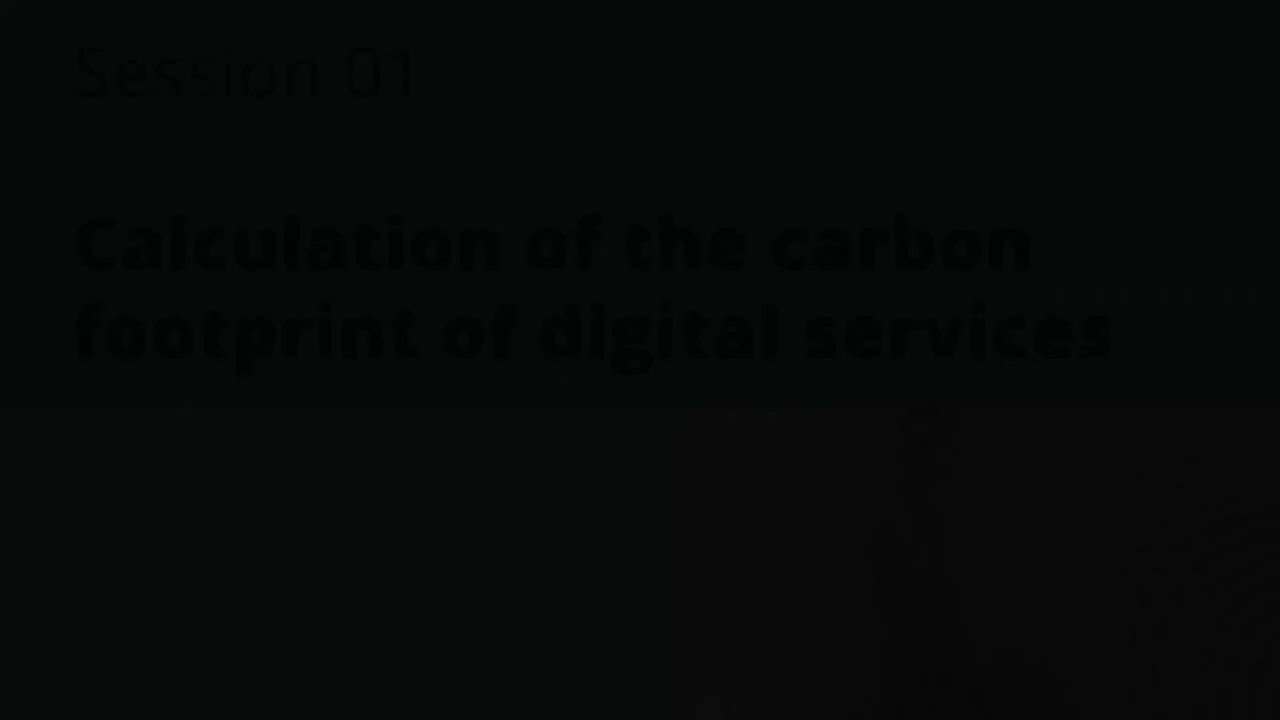 Session 01
Calculation of the carbon
footprint of digital services